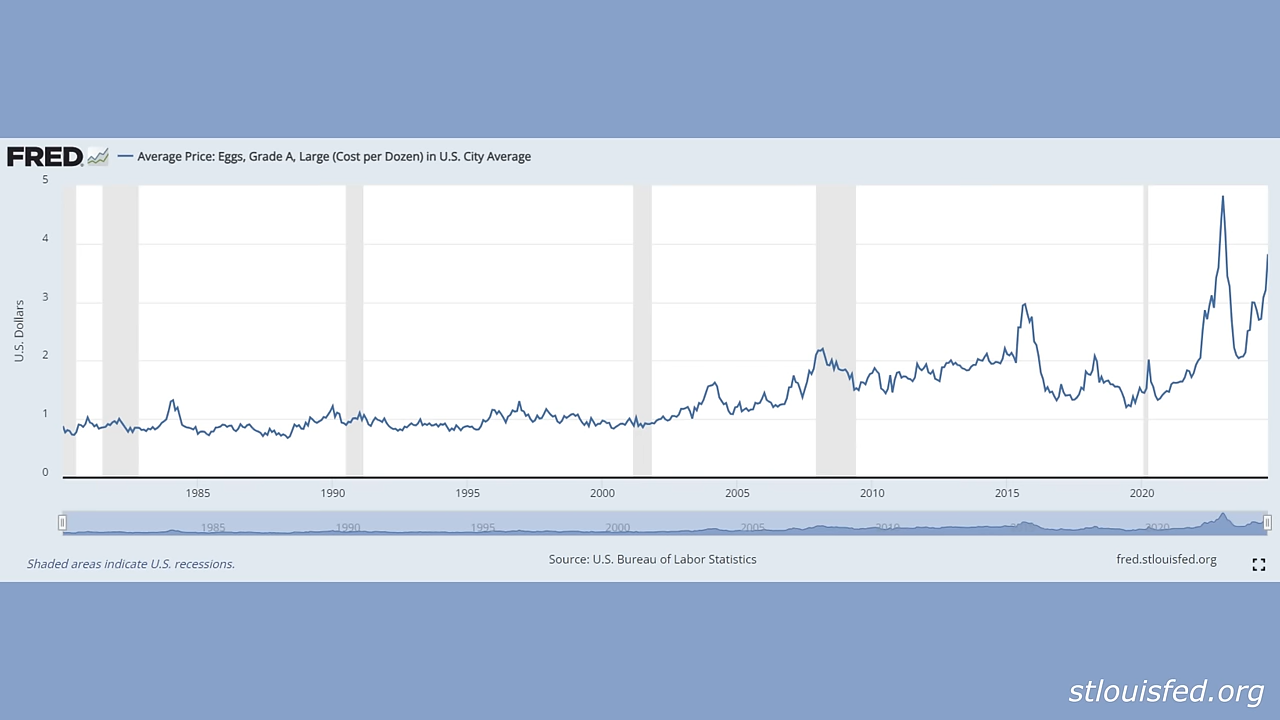 FRED Average Price: Eggs, Grade A, Large (Cost per Dozen) in U.S. City Average
5
4
3
2
1
0
U.S. Dollars
1985 1990 1995 2000 2005 2010 2015 2020
1985 1990 1995 2000 2005 2010 2020
Shaded areas indicate U.S. recessions.
Source: U.S. Bureau of Labor Statistics
fred.stlouisfed.org
stlouisfed.org